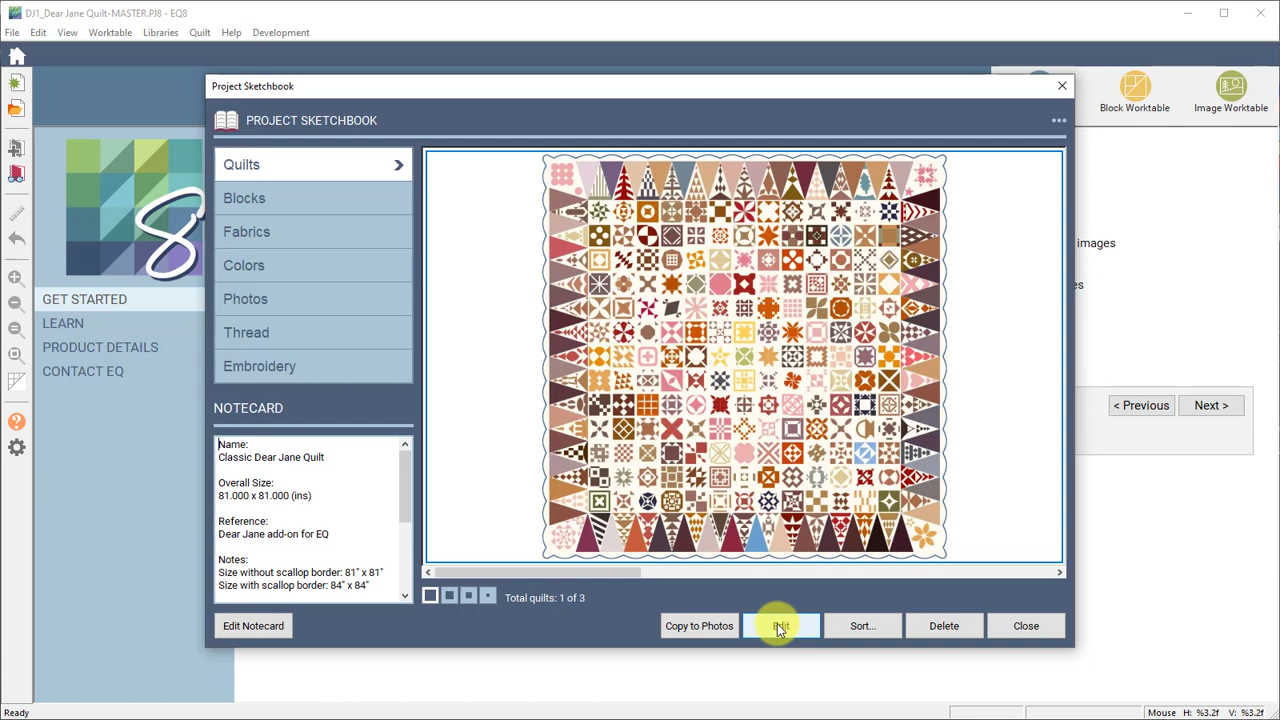 DJ1_Dear Jane Quilt-MASTER.PJ8 - EQ8
File Edit View Worktable Libraries Quilt Help Development
Project Sketchbook
PROJECT SKETCHBOOK
Block Worktable
Image Worktable
8
Quilts
Blocks
Fabrics
Colors
Photos
Thread
Embroidery
GET STARTED
LEARN
PRODUCT DETAILS
CONTACT EQ
images
es
< Previous
Next >
NOTECARD
Name:
Classic Dear Jane Quilt
Overall Size:
81.000 x 81.000 (ins)
Reference:
Dear Jane add-on for EQ
Notes:
Size without scallop border: 81" x 81"
Size with scallop border: 84" x 84"
Total quilts: 1 of 3
Edit Notecard
Copy to Photos
Edit
Sort...
Delete
Close
Ready
Mouse H: %3.2f V: %3.2f